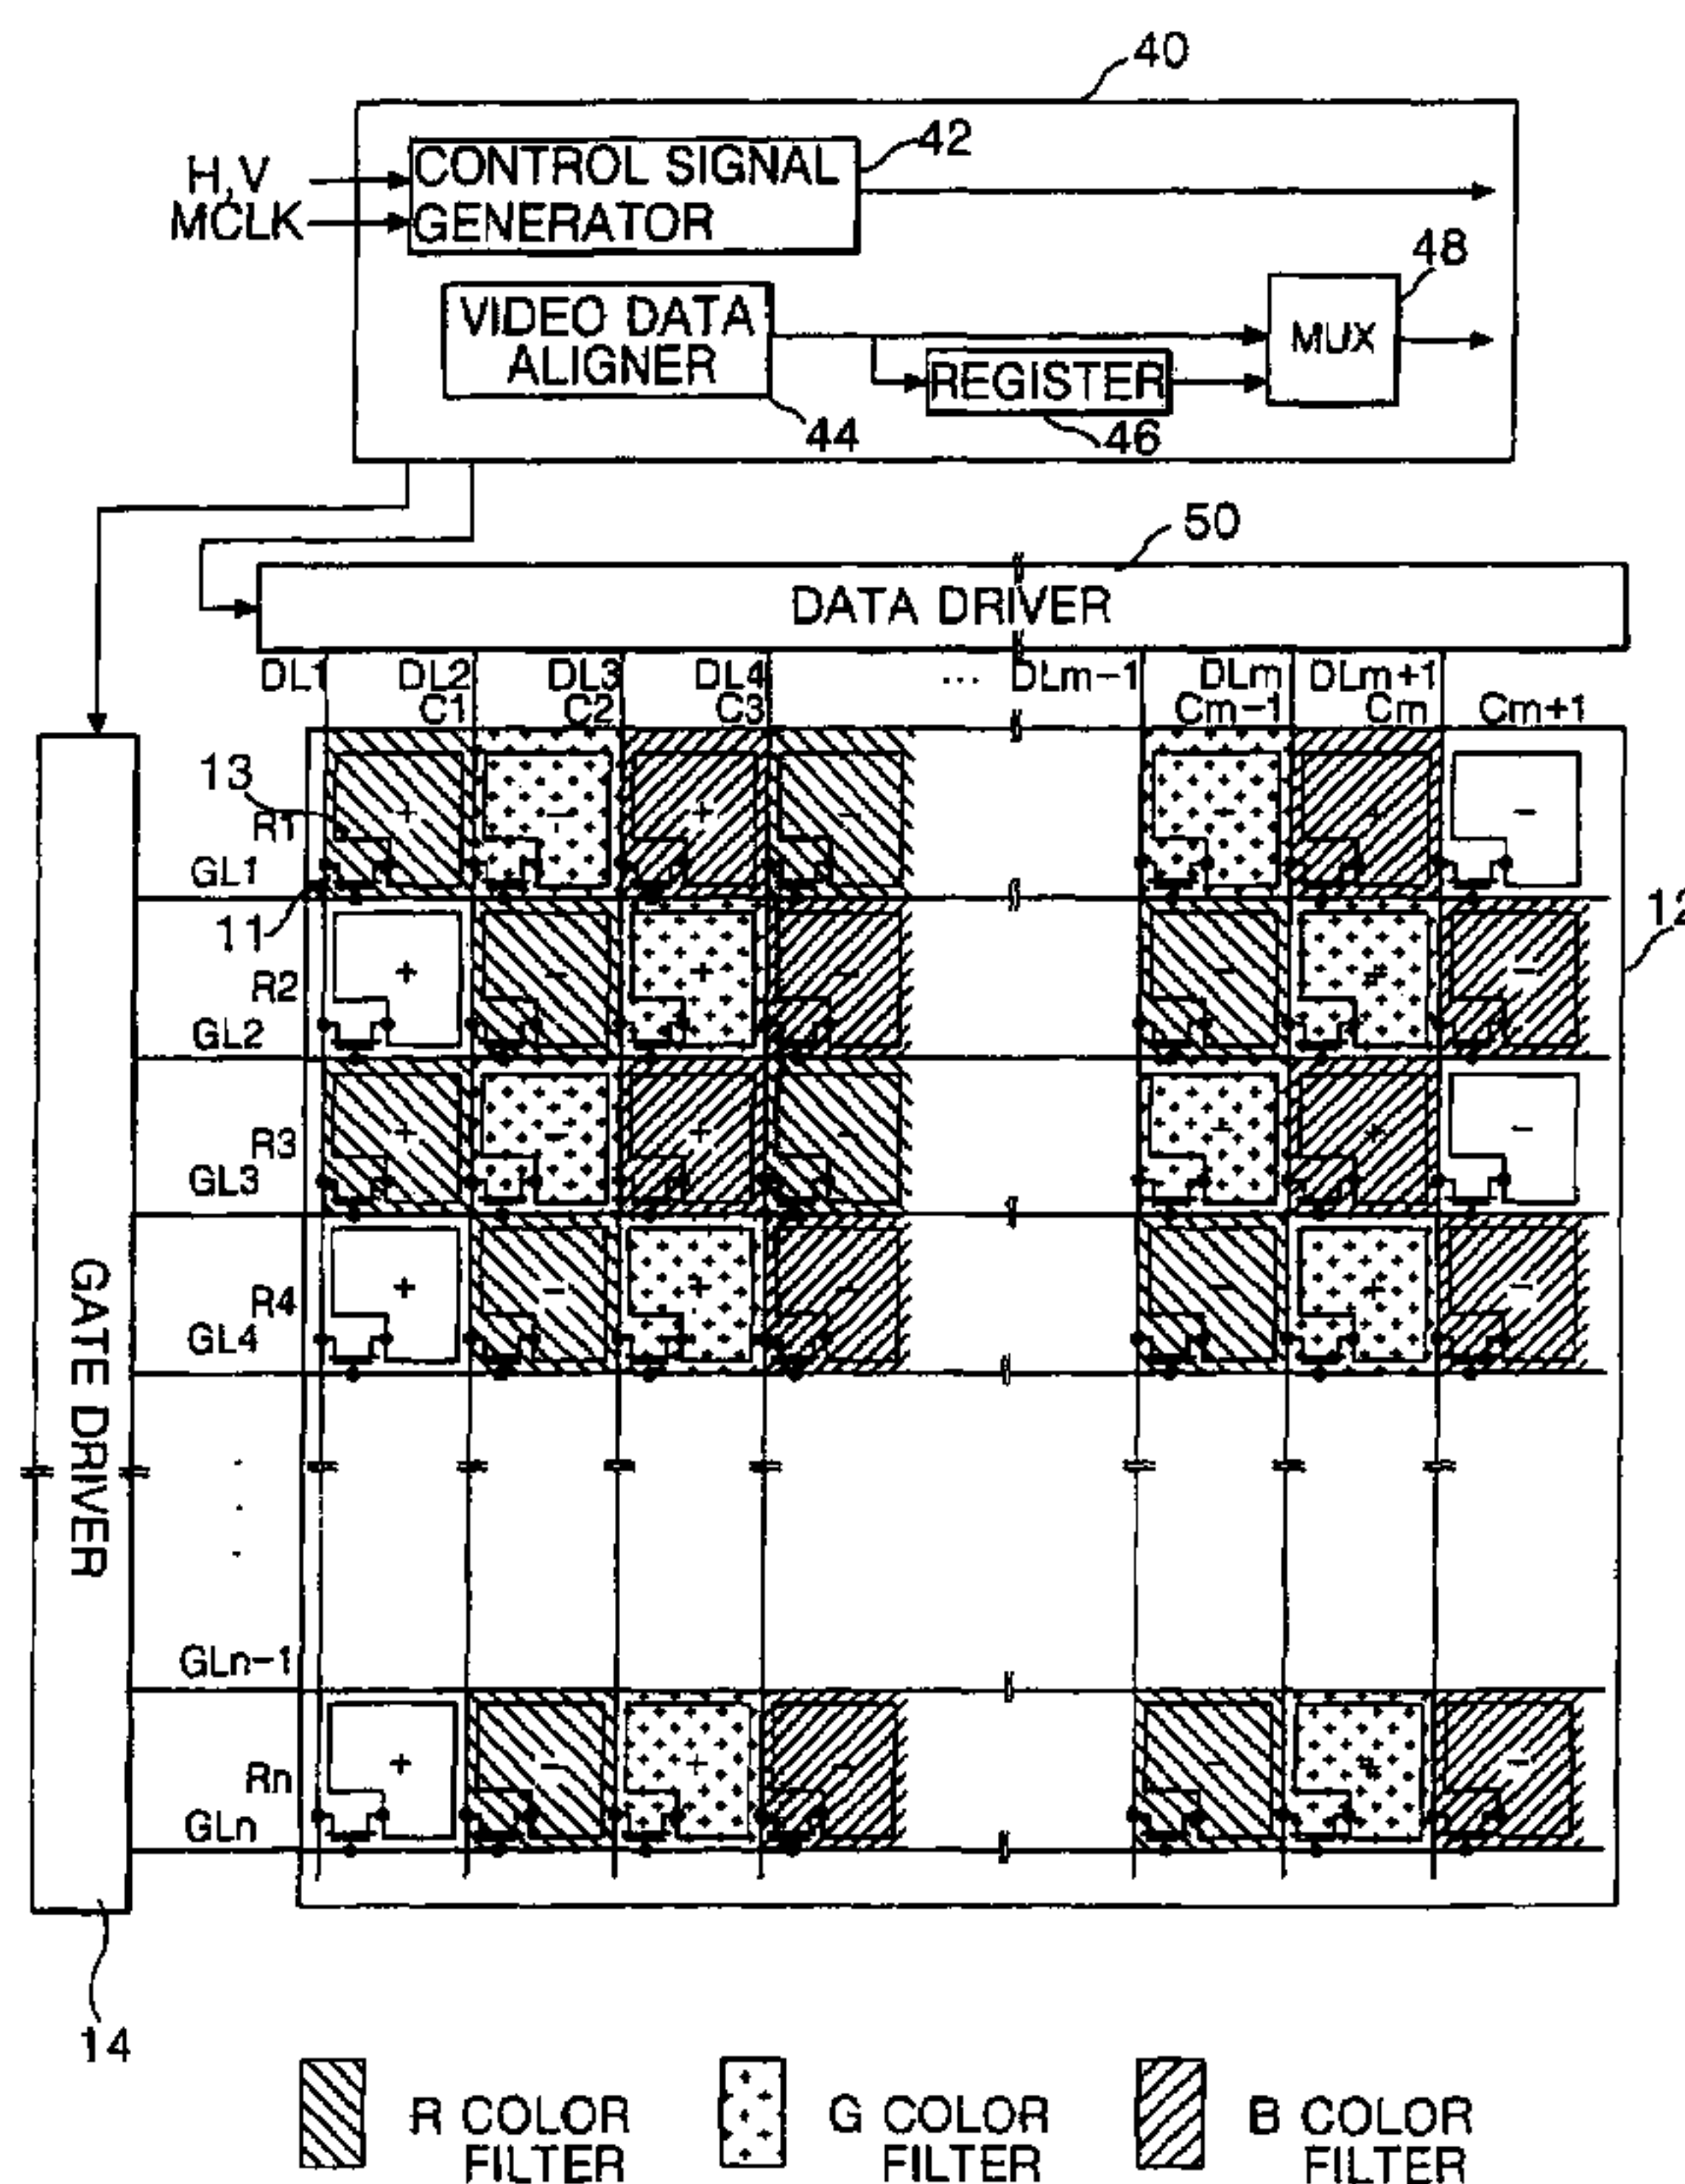 40
42
H,V
MCLK
CONTROL SIGNAL
GENERATOR
48
VIDEO DATA
ALIGNER
MUX
REGISTER
44
46
50
DATA DRIVER
DL1 DL2 DL3 DL4 ... DLm-1 DLm DLm+1
C1 C2 C3 Cm-1 Cm Cm+1
13
R1
+ - + - - + -
GL1
11
12
R2
+ - + - - + -
GL2
R3
+ - + - - + -
GL3
R4
+ - + - - + -
GL4
GATE DRIVER
GLn-1
Rn
+ - + - - + -
GLn
14
R COLOR
FILTER
G COLOR
FILTER
B COLOR
FILTER